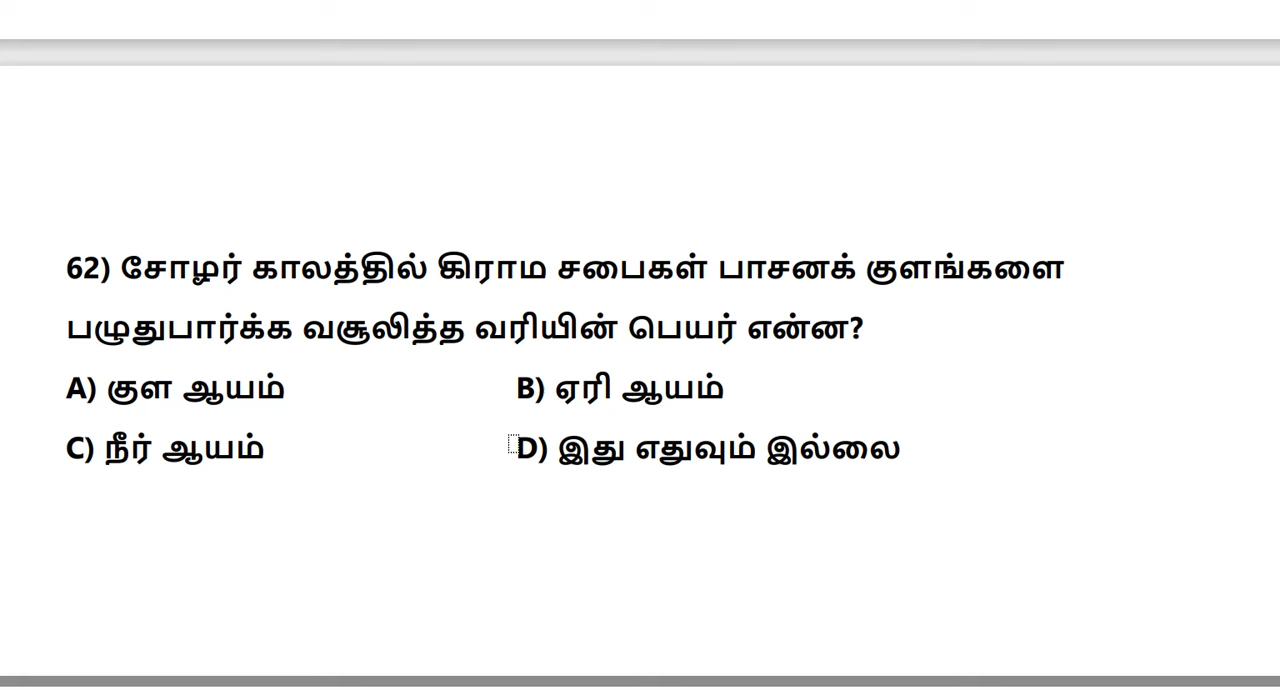 62) சோழர் காலத்தில் கிராம சபைகள் பாசனக் குளங்களை
பழுதுபார்க்க வசூலித்த வரியின் பெயர் என்ன?
A) குள ஆயம் B) ஏரி ஆயம்
C) நீர் ஆயம் D) இது எதுவும் இல்லை